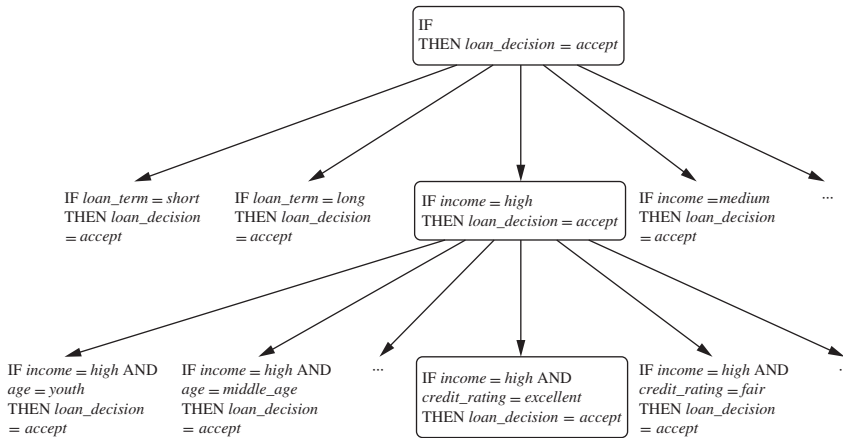 IF
THEN loan_decision = accept
IF loan_term = short
THEN loan_decision
= accept
IF loan_term = long
THEN loan_decision
= accept
IF income = high
THEN loan_decision = accept
IF income =medium
THEN loan_decision
= accept
...
IF income = high AND
age = youth
THEN loan_decision
= accept
IF income = high AND
age = middle_age
THEN loan_decision
= accept
...
IF income = high AND
credit_rating = excellent
THEN loan_decision = accept
IF income = high AND
credit_rating = fair
THEN loan_decision
= accept